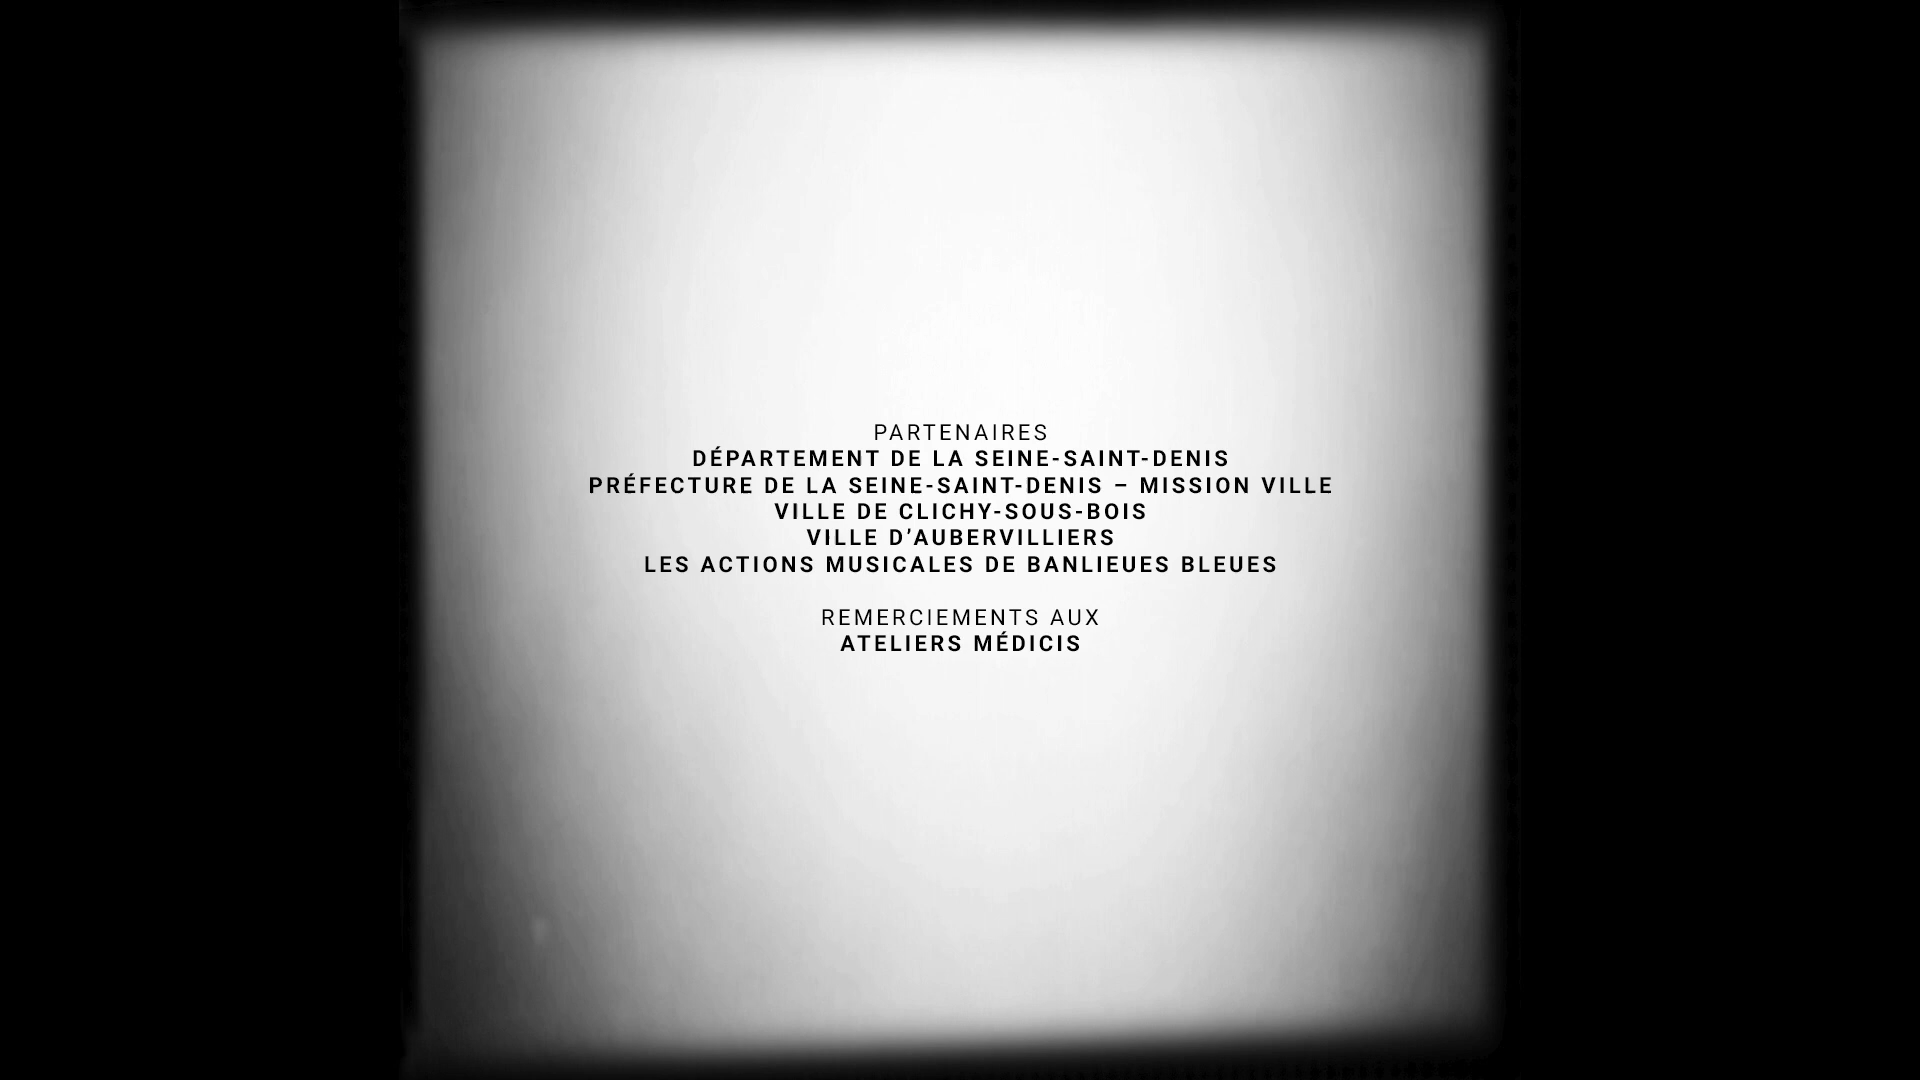 PARTENAIRES
DÉPARTEMENT DE LA SEINE-SAINT-DENIS
PRÉFECTURE DE LA SEINE-SAINT-DENIS – MISSION VILLE
VILLE DE CLICHY-SOUS-BOIS
VILLE D’AUBERVILLIERS
LES ACTIONS MUSICALES DE BANLIEUES BLEUES
REMERCIEMENTS AUX
ATELIERS MÉDICIS